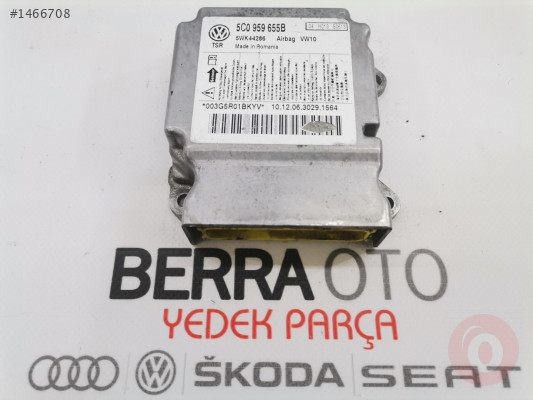 #1466708
5C0 959 655B
5WK44286 Airbag VW10
TSR Made in Romania
*003GSR01BKYV* 10.12.06.3029.1564
BERRA OTO
YEDEK PARÇA
ŠKODA SEAT